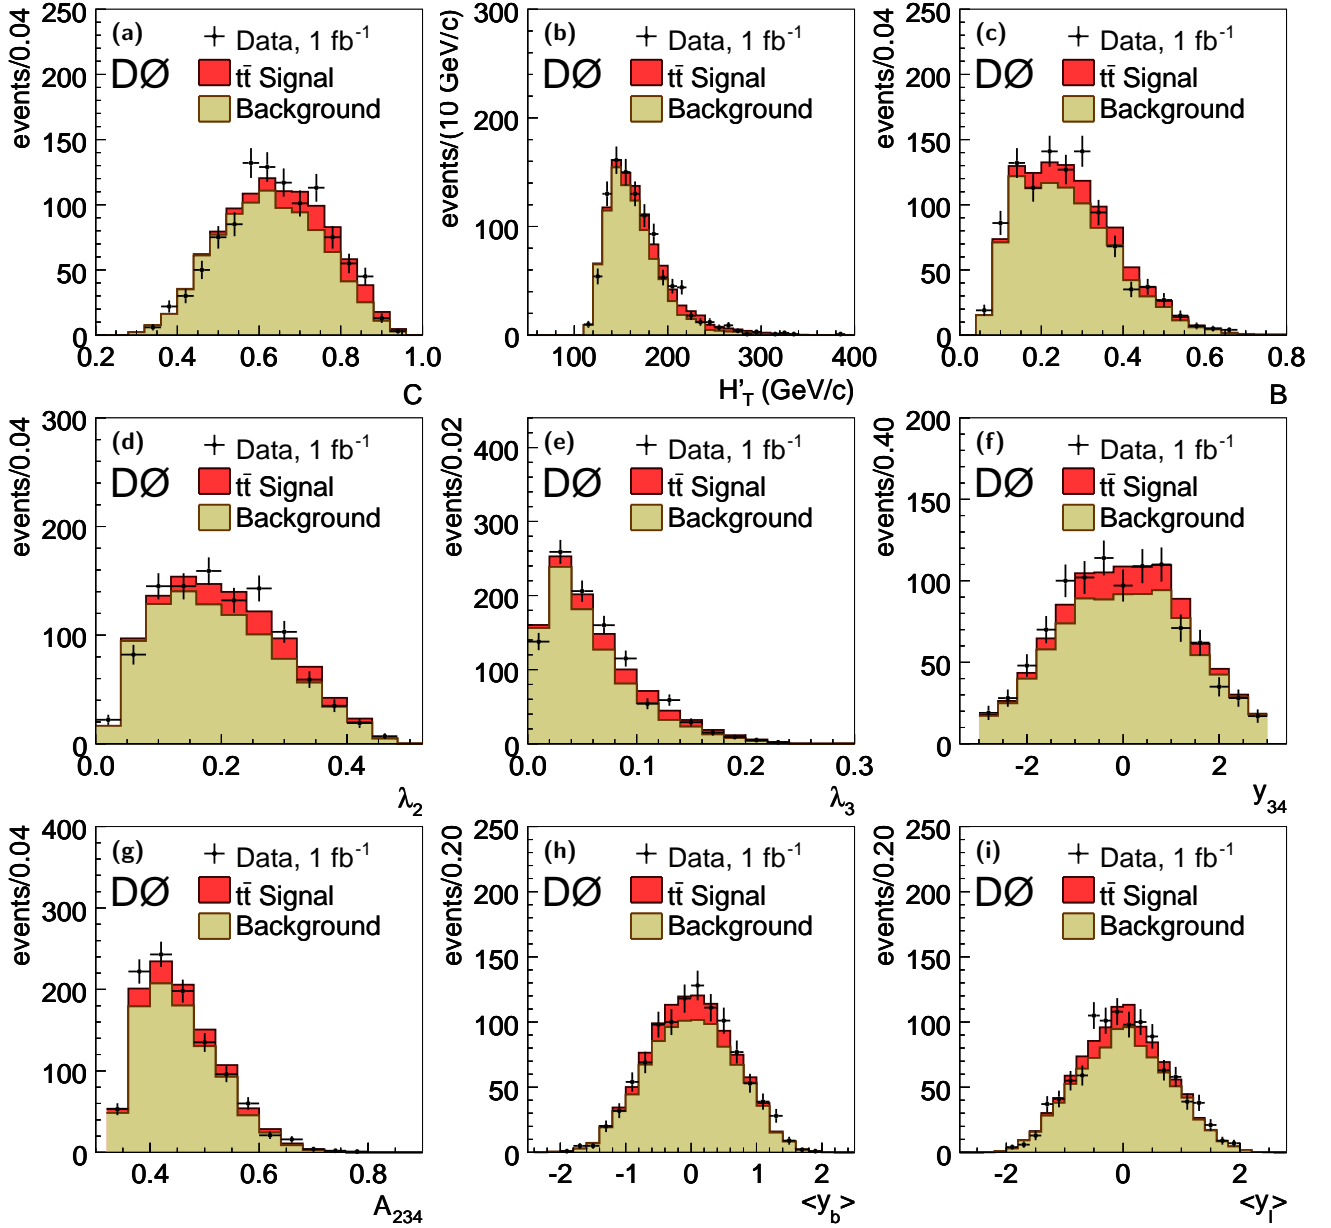 events/0.04
250
200
150
100
50
0
(a)
DØ
Data, 1 fb⁻¹
tt̄ Signal
Background
0.2 0.4 0.6 0.8 1.0
C
events/(10 GeV/c)
300
200
100
0
(b)
DØ
Data, 1 fb⁻¹
tt̄ Signal
Background
100 200 300 400
H'_T (GeV/c)
events/0.04
250
200
150
100
50
0
(c)
DØ
Data, 1 fb⁻¹
tt̄ Signal
Background
0.0 0.2 0.4 0.6 0.8
B
events/0.04
300
200
100
0
(d)
DØ
Data, 1 fb⁻¹
tt̄ Signal
Background
0.0 0.2 0.4
λ₂
events/0.02
400
300
200
100
0
(e)
DØ
Data, 1 fb⁻¹
tt̄ Signal
Background
0.0 0.1 0.2 0.3
λ₃
events/0.40
200
150
100
50
0
(f)
DØ
Data, 1 fb⁻¹
tt̄ Signal
Background
-2 0 2
y₃₄
events/0.04
400
300
200
100
0
(g)
DØ
Data, 1 fb⁻¹
tt̄ Signal
Background
0.4 0.6 0.8
A₂₃₄
events/0.20
250
200
150
100
50
0
(h)
DØ
Data, 1 fb⁻¹
tt̄ Signal
Background
-2 -1 0 1 2
<y_b>
events/0.20
250
200
150
100
50
0
(i)
DØ
Data, 1 fb⁻¹
tt̄ Signal
Background
-2 0 2
<y_l>